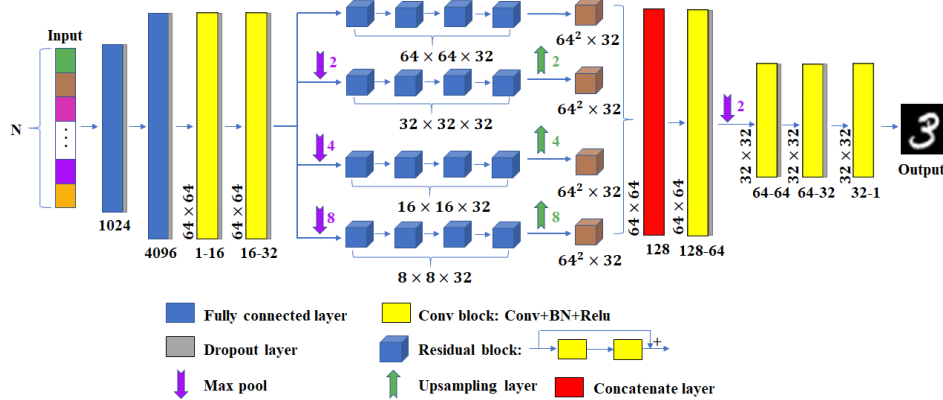 Input
N
1024
4096
64 × 64
1-16
64 × 64
16-32
64 × 64 × 32
2
32 × 32 × 32
2
4
16 × 16 × 32
4
8
8 × 8 × 32
8
64² × 32
64² × 32
64² × 32
64² × 32
64 × 64
128
64 × 64
128-64
2
32 × 32
64-64
32 × 32
64-32
32 × 32
32-1
3
Output
Fully connected layer
Conv block: Conv+BN+Relu
Dropout layer
Residual block:
+
Max pool
Upsampling layer
Concatenate layer